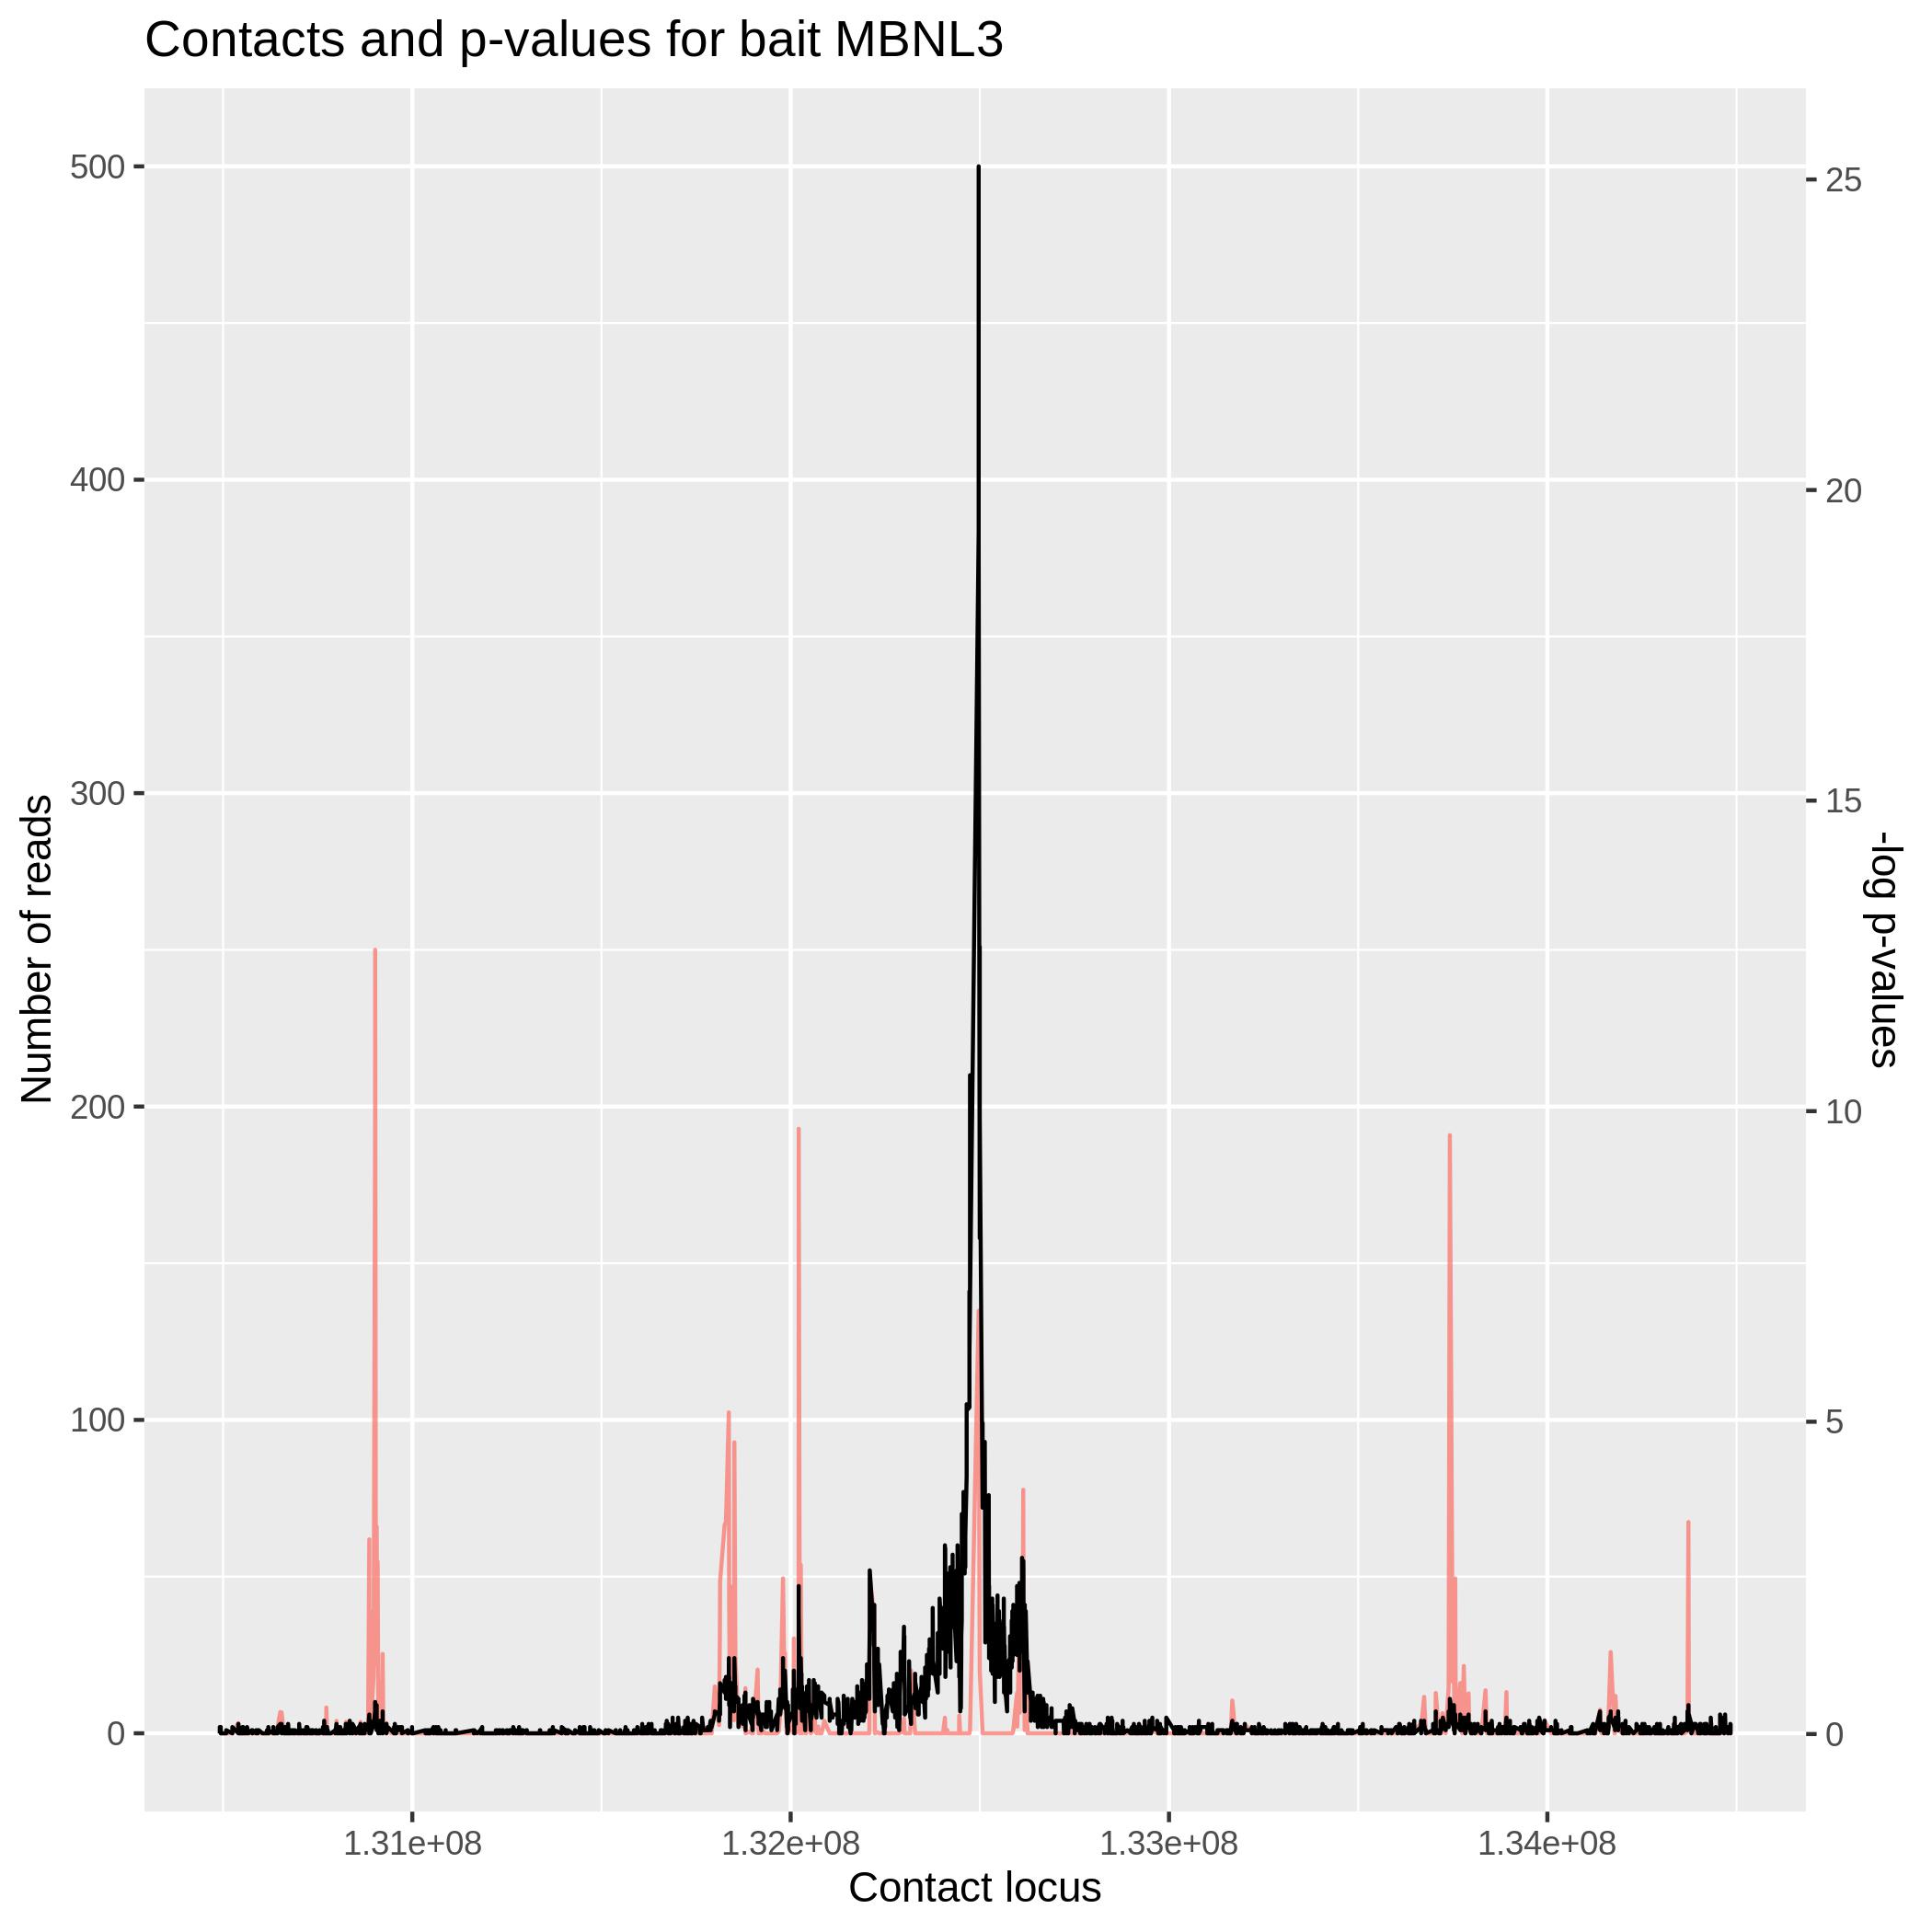 Contacts and p-values for bait MBNL3
500
400
300
200
100
0
Number of reads
25
20
15
10
5
0
-log p-values
1.31e+08
1.32e+08
1.33e+08
1.34e+08
Contact locus